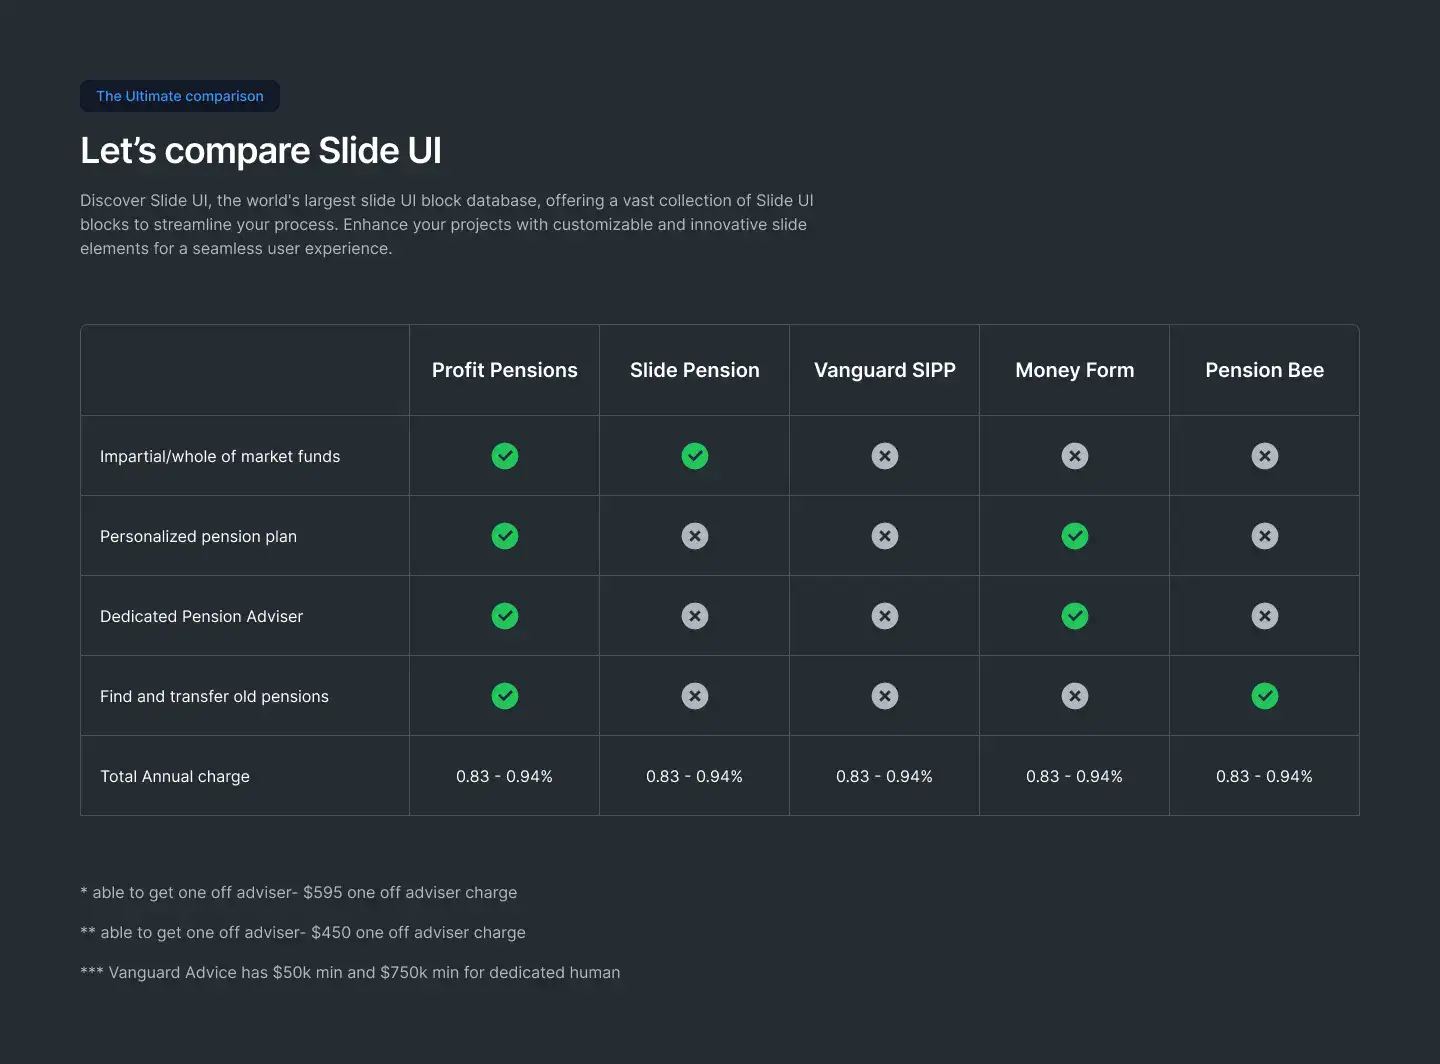 The Ultimate comparison
Let’s compare Slide UI
Discover Slide UI, the world's largest slide UI block database, offering a vast collection of Slide UI
blocks to streamline your process. Enhance your projects with customizable and innovative slide
elements for a seamless user experience.
Profit Pensions Slide Pension Vanguard SIPP Money Form Pension Bee
Impartial/whole of market funds
Personalized pension plan
Dedicated Pension Adviser
Find and transfer old pensions
Total Annual charge 0.83 - 0.94% 0.83 - 0.94% 0.83 - 0.94% 0.83 - 0.94% 0.83 - 0.94%
* able to get one off adviser- $595 one off adviser charge
** able to get one off adviser- $450 one off adviser charge
*** Vanguard Advice has $50k min and $750k min for dedicated human